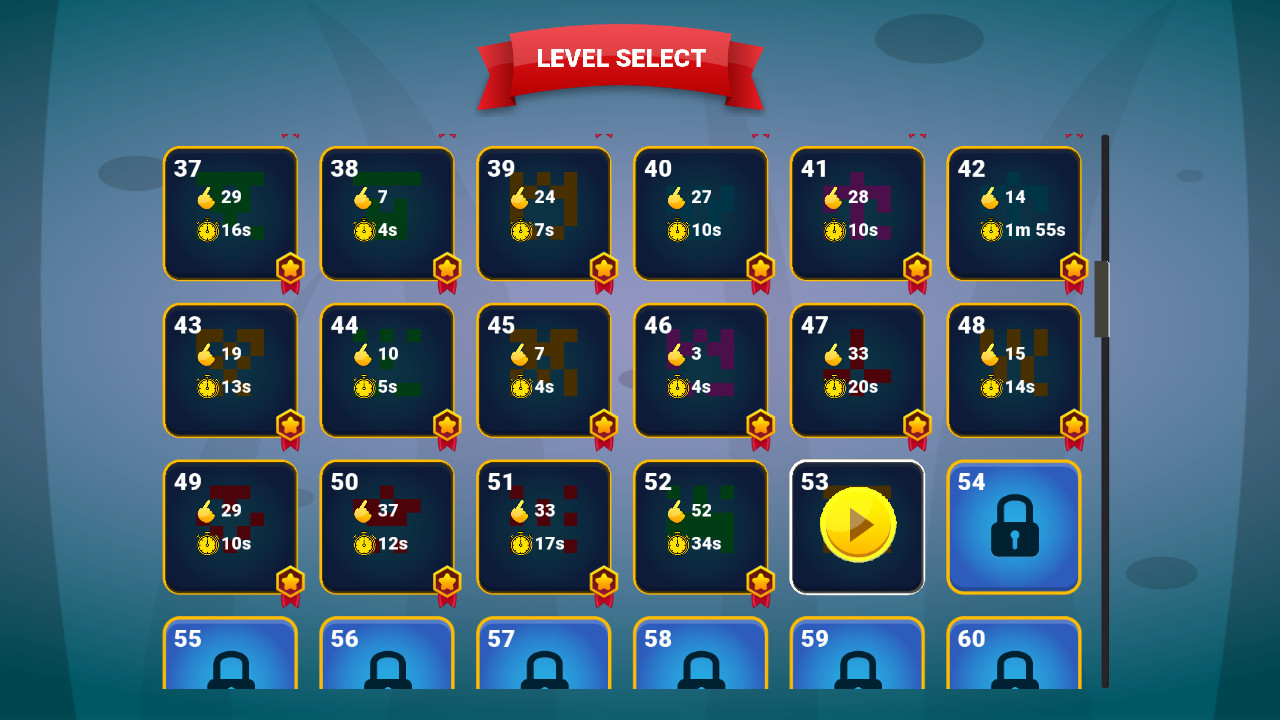 LEVEL SELECT
37 38 39 40 41 42
29 7 24 27 28 14
16s 4s 7s 10s 10s 1m 55s
43 44 45 46 47 48
19 10 7 3 33 15
13s 5s 4s 4s 20s 14s
49 50 51 52 53 54
29 37 33 52
10s 12s 17s 34s
55 56 57 58 59 60